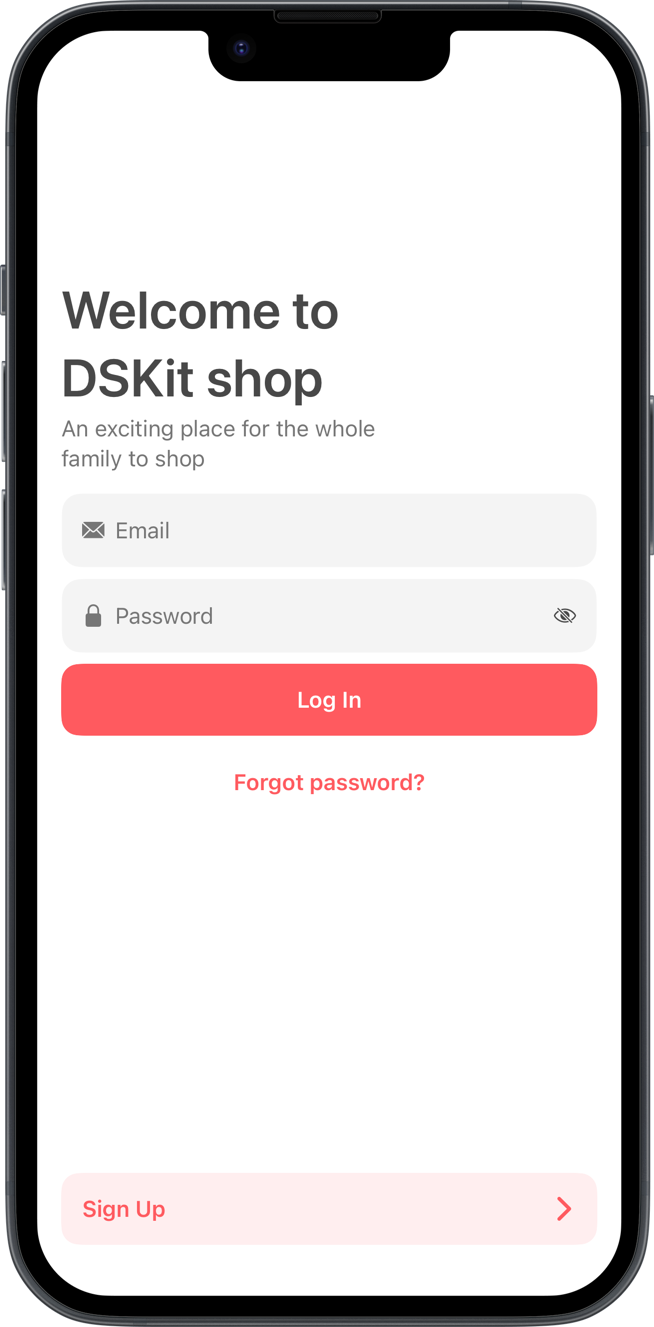 Welcome to
DSKit shop
An exciting place for the whole
family to shop
Email
Password
Log In
Forgot password?
Sign Up